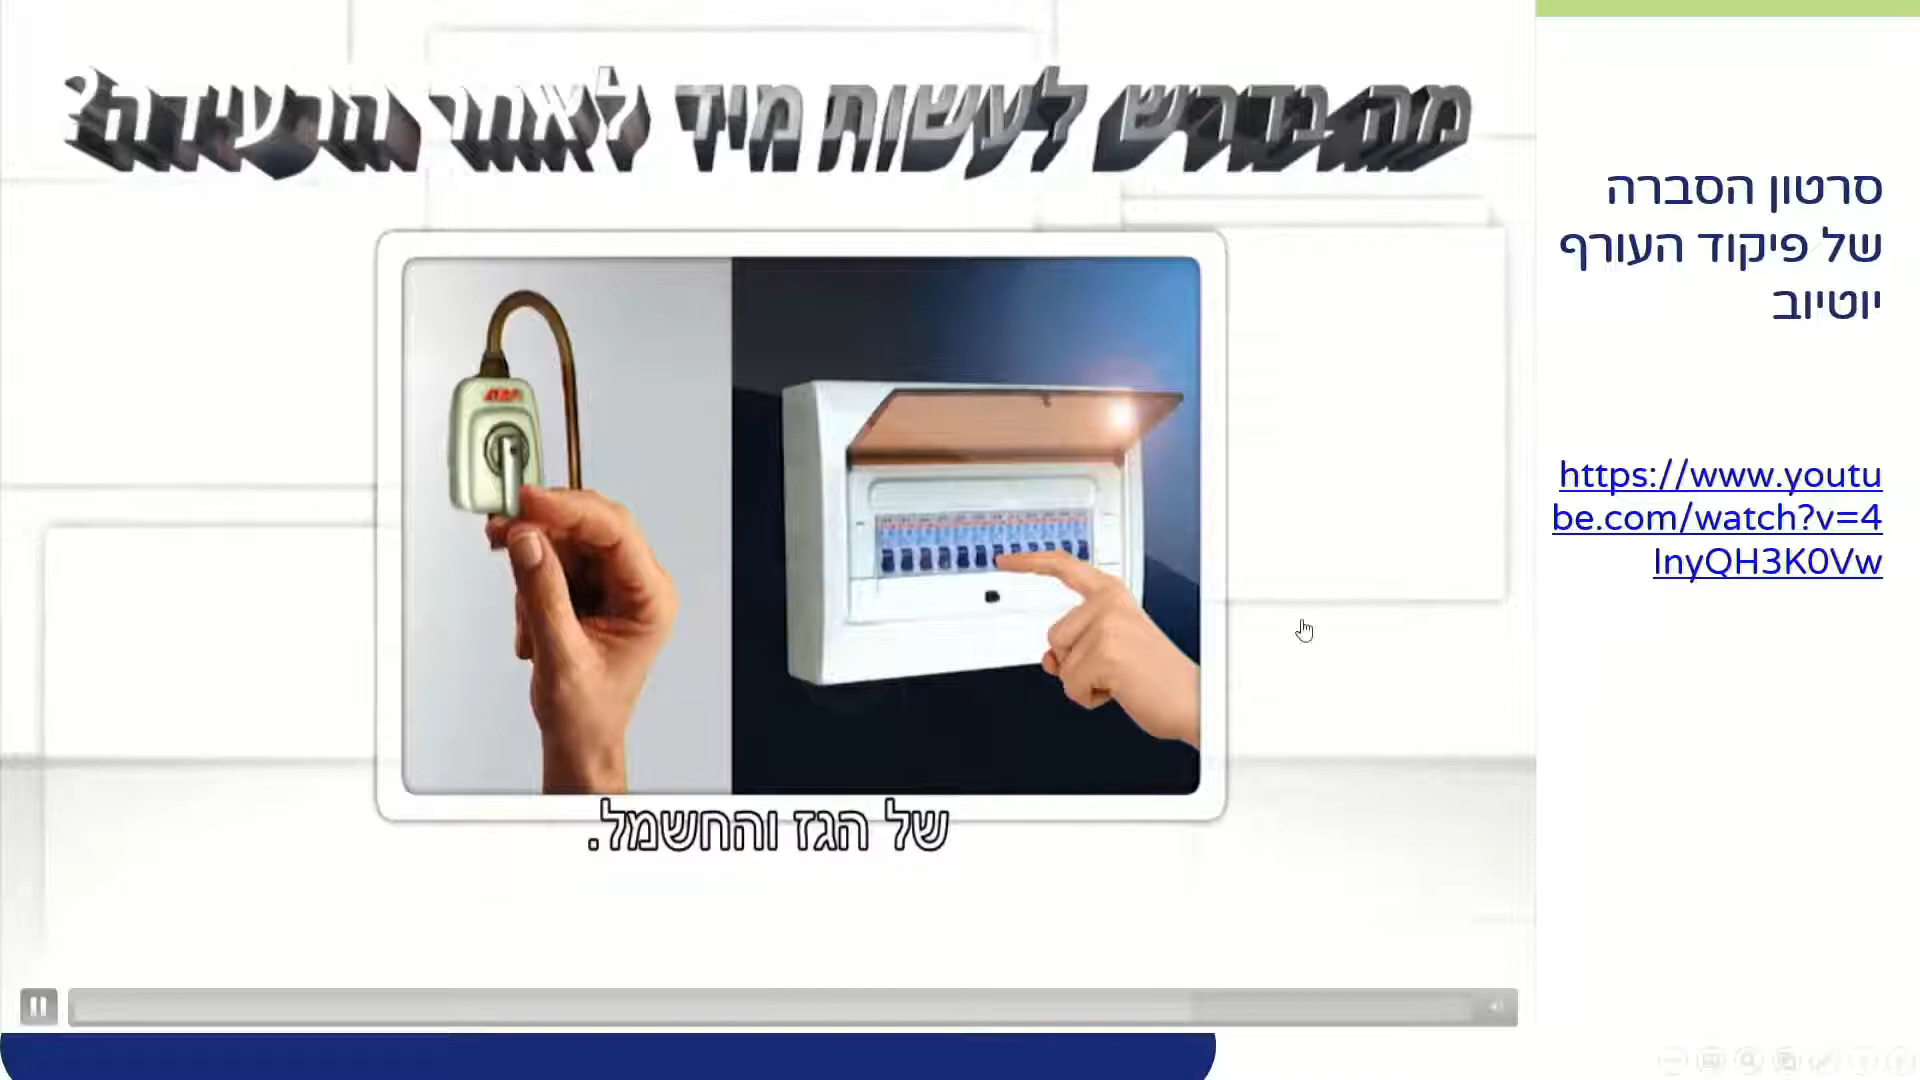 מה נדרש לעשות מיד לאחר הרעידה?
של הגז והחשמל.
סרטון הסברה
של פיקוד העורף
יוטיוב
https://www.youtu
be.com/watch?v=4
InyQH3K0Vw